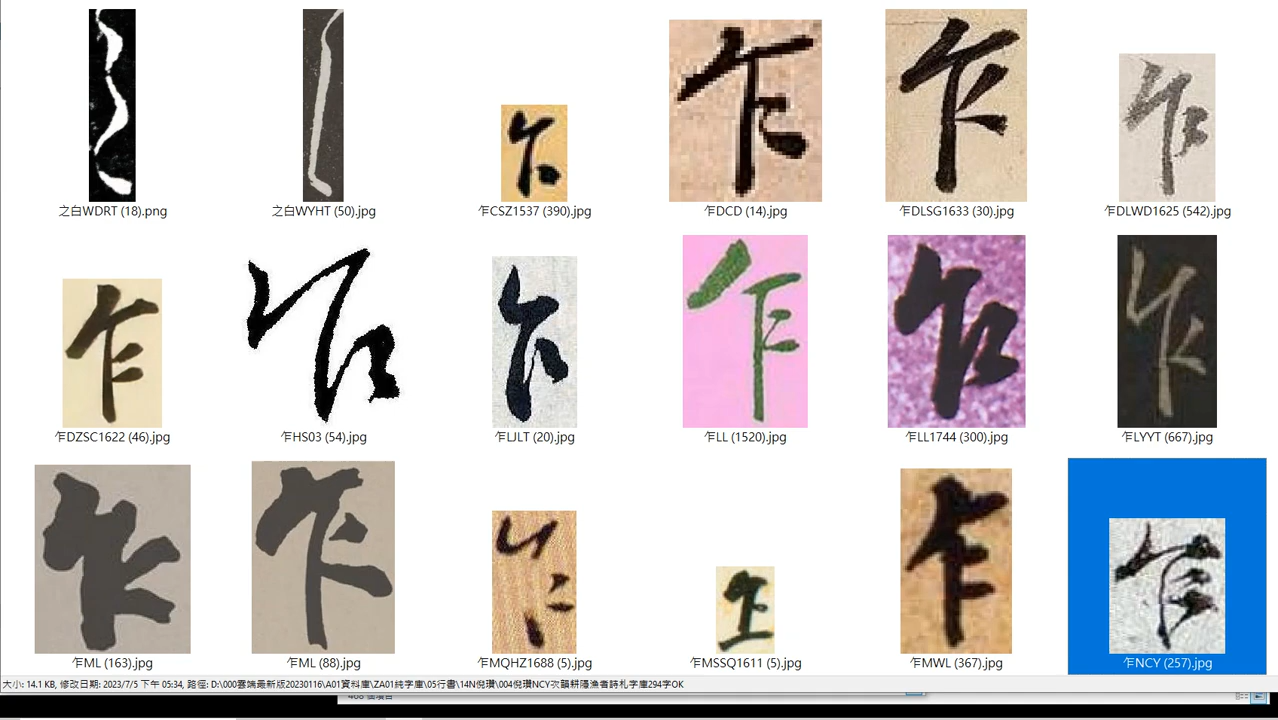 之白WDRT (18).png
之白WYHT (50).jpg
乍CSZ1537 (390).jpg
乍DCD (14).jpg
乍DLSG1633 (30).jpg
乍DLWD1625 (542).jpg
乍DZSC1622 (46).jpg
乍HS03 (54).jpg
乍LJLT (20).jpg
乍LL (1520).jpg
乍LL1744 (300).jpg
乍LYYT (667).jpg
乍ML (163).jpg
乍ML (88).jpg
乍MQHZ1688 (5).jpg
乍MSSQ1611 (5).jpg
乍MWL (367).jpg
乍NCY (257).jpg
大小: 14.1 KB, 修改日期: 2023/7/5 下午 05:34, 路徑: D:\000雲端最新版20230116\A01資料庫\ZA01純字庫\05行書\14N倪瓚\004倪瓚NCY次韻耕隱漁者詩札字庫294字OK